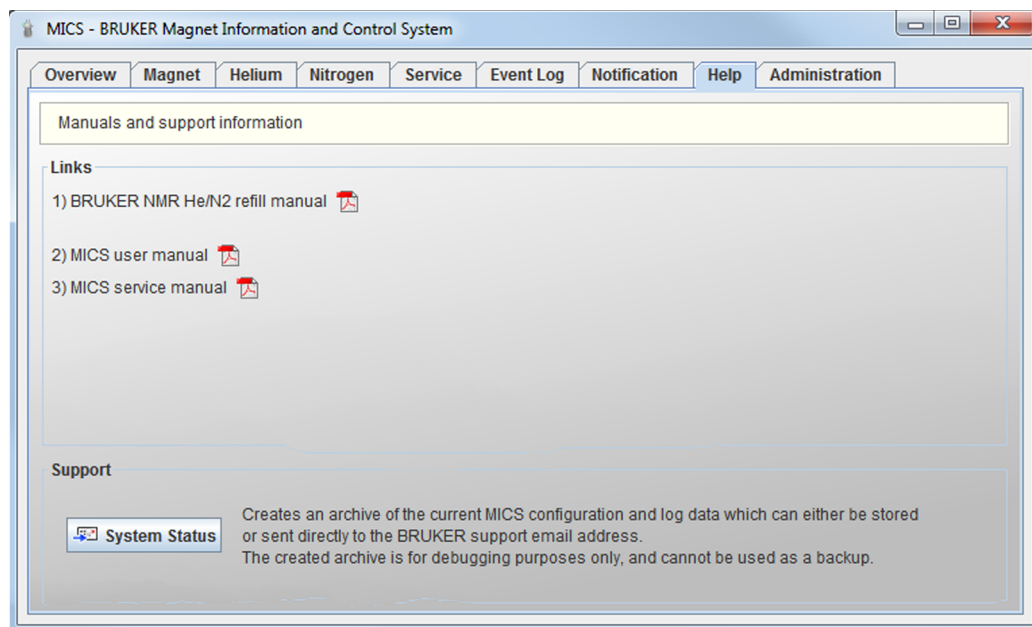 MICS - BRUKER Magnet Information and Control System
Overview Magnet Helium Nitrogen Service Event Log Notification Help Administration
Manuals and support information
Links
1) BRUKER NMR He/N2 refill manual
2) MICS user manual
3) MICS service manual
Support
System Status
Creates an archive of the current MICS configuration and log data which can either be stored
or sent directly to the BRUKER support email address.
The created archive is for debugging purposes only, and cannot be used as a backup.